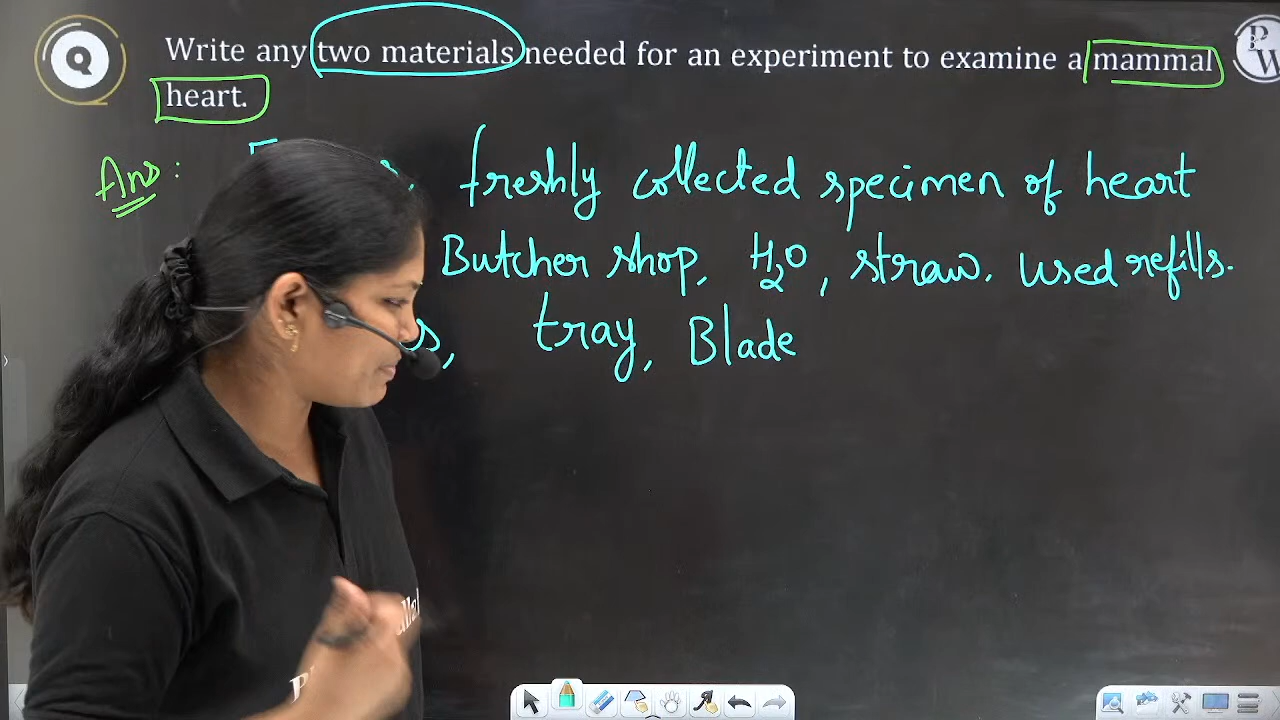 Q Write any two materials needed for an experiment to examine a mammal
heart.
P
W
Ans: freshly collected specimen of heart
Butcher shop, H2O, straw. used refills.
s, tray, Blade